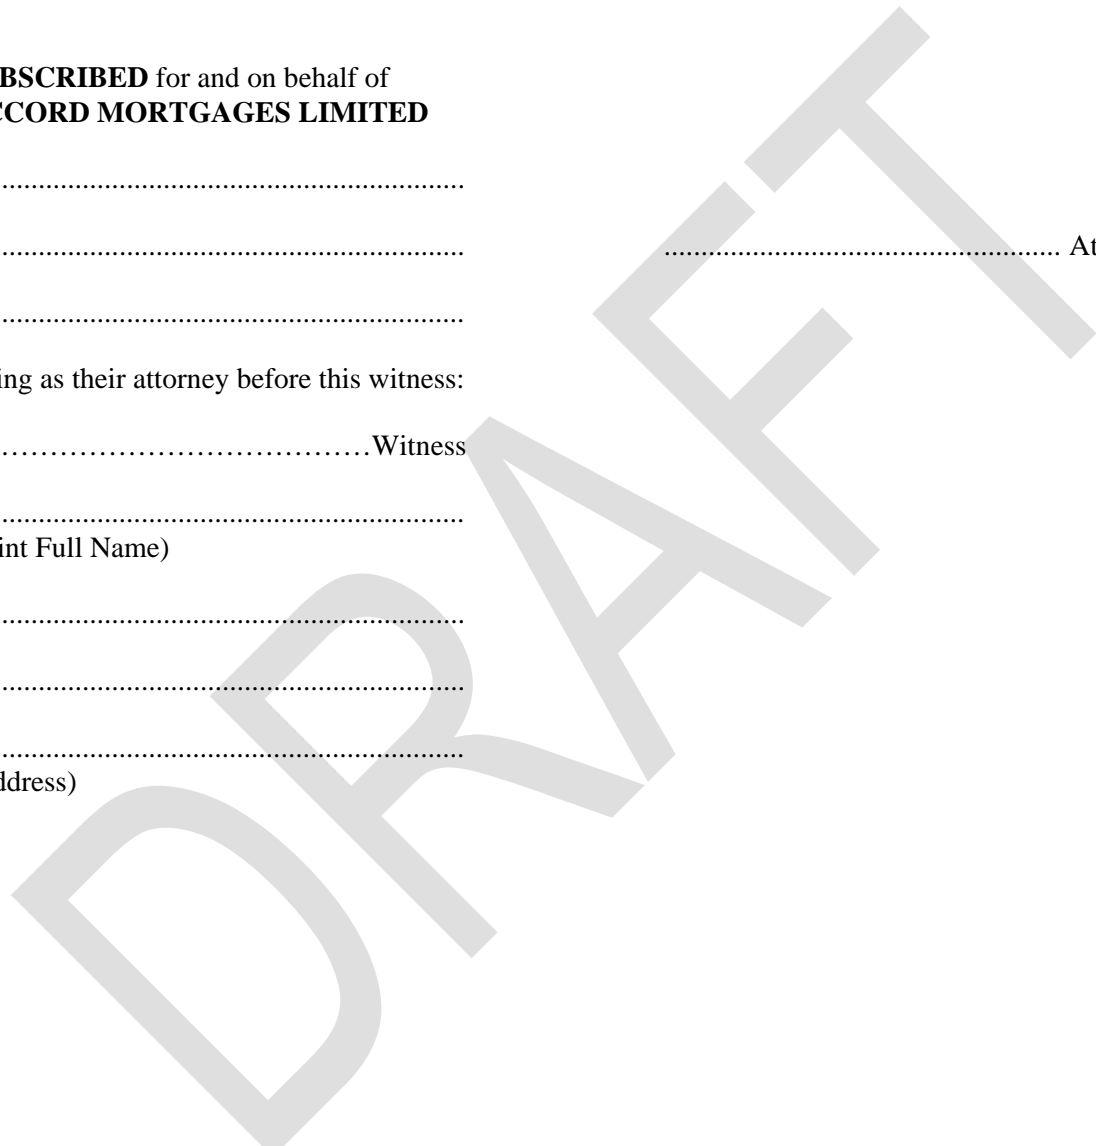 BSCRIBED for and on behalf of
CCORD MORTGAGES LIMITED
................................................................
................................................................
...................................................... At
................................................................
ing as their attorney before this witness:
…………………………………Witness
................................................................
int Full Name)
................................................................
................................................................
................................................................
ddress)
DRAFT